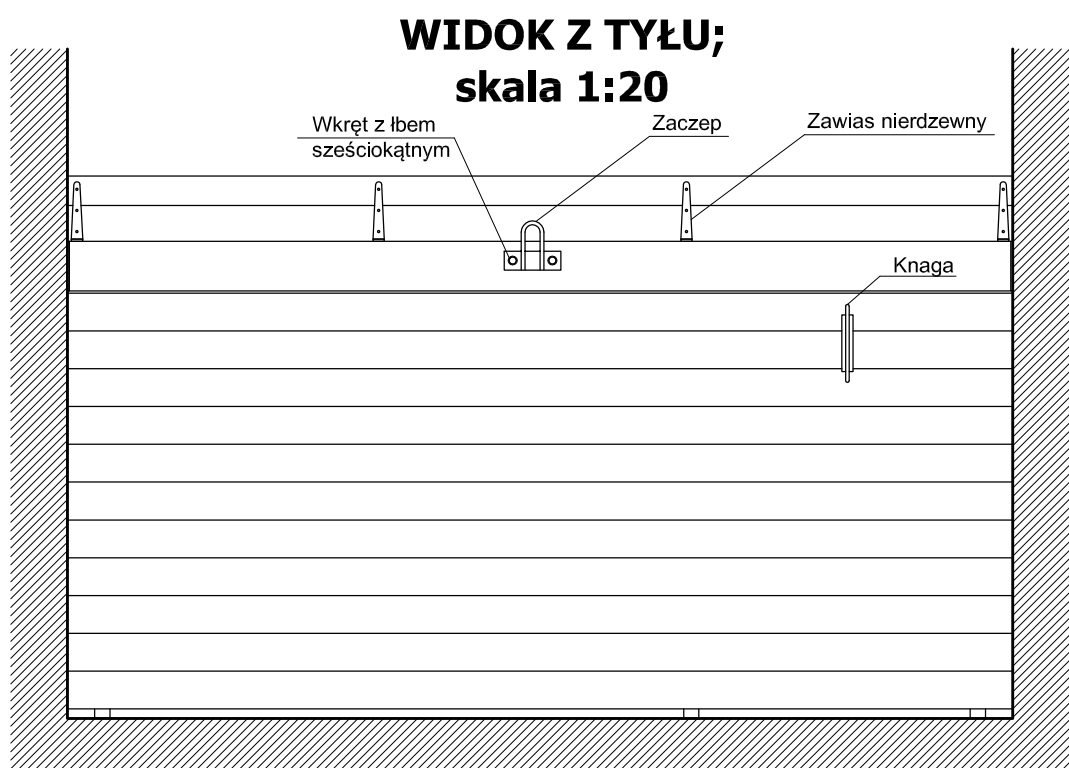 WIDOK Z TYŁU;
skala 1:20
Wkręt z łbem
sześciokątnym
Zaczep
Zawias nierdzewny
Knaga